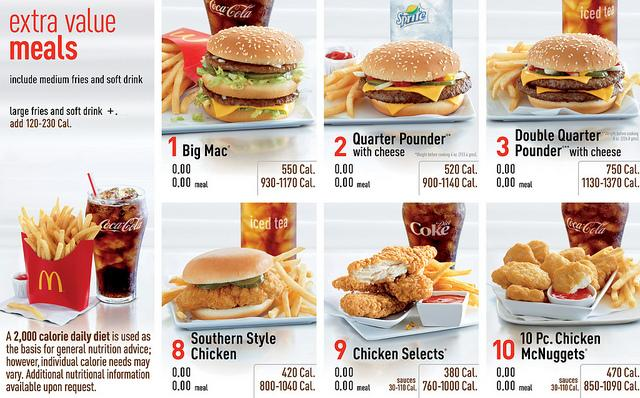 extra value
meals
include medium fries and soft drink
large fries and soft drink +.
add 120-230 Cal.
Coca-Cola
A 2,000 calorie daily diet is used as
the basis for general nutrition advice;
however, individual calorie needs may
vary. Additional nutritional information
available upon request.
Coca-Cola
1 Big Mac®
0.00 550 Cal.
0.00 meal 930-1170 Cal.
Sprite
2 Quarter Pounder
with cheese
0.00 520 Cal.
0.00 meal 900-1140 Cal.
iced tea
3 Double Quarter
Pounder with cheese
0.00 750 Cal.
0.00 meal 1130-1370 Cal.
iced tea
8 Southern Style
Chicken
0.00 420 Cal.
0.00 meal 800-1040 Cal.
Diet
Coke
9 Chicken Selects®
0.00 380 Cal.
0.00 meal sauces 30-110 Cal. 760-1000 Cal.
Coca-Cola
10 10 Pc. Chicken
McNuggets®
0.00 470 Cal.
0.00 meal sauces 30-110 Cal. 850-1090 Cal.